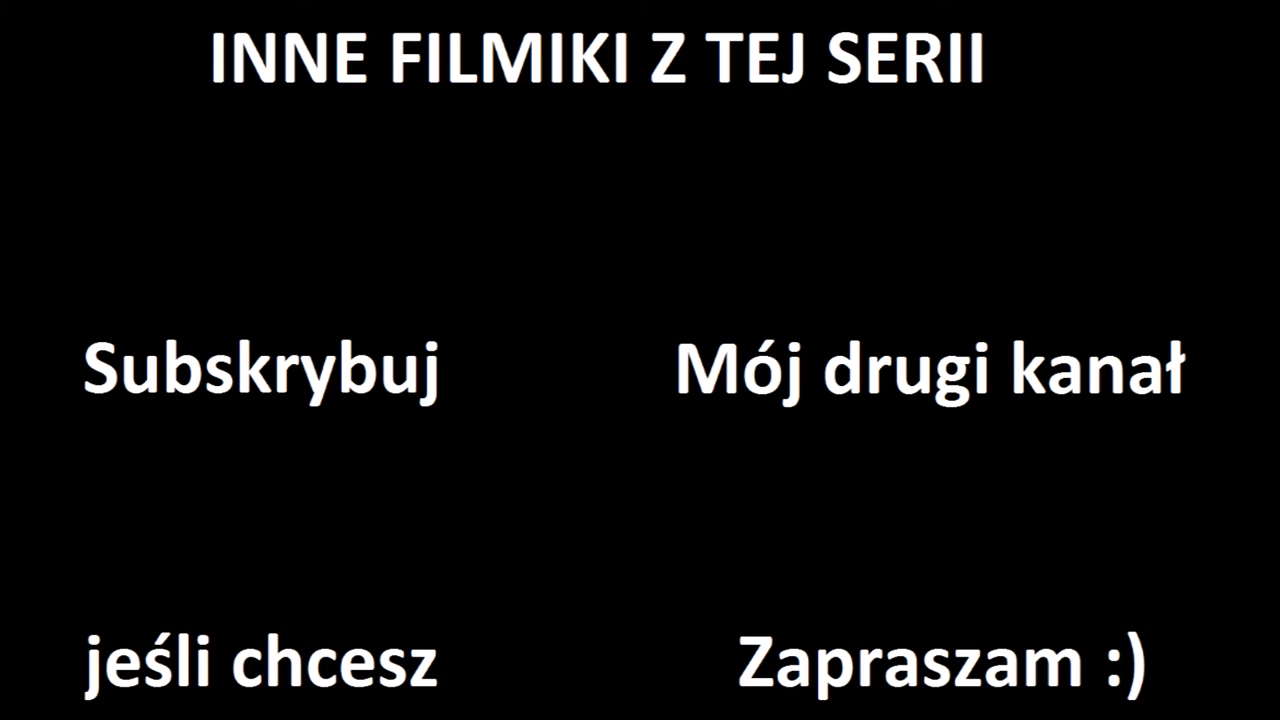 INNE FILMIKI Z TEJ SERII
Subskrybuj
Mój drugi kanał
jeśli chcesz
Zapraszam :)